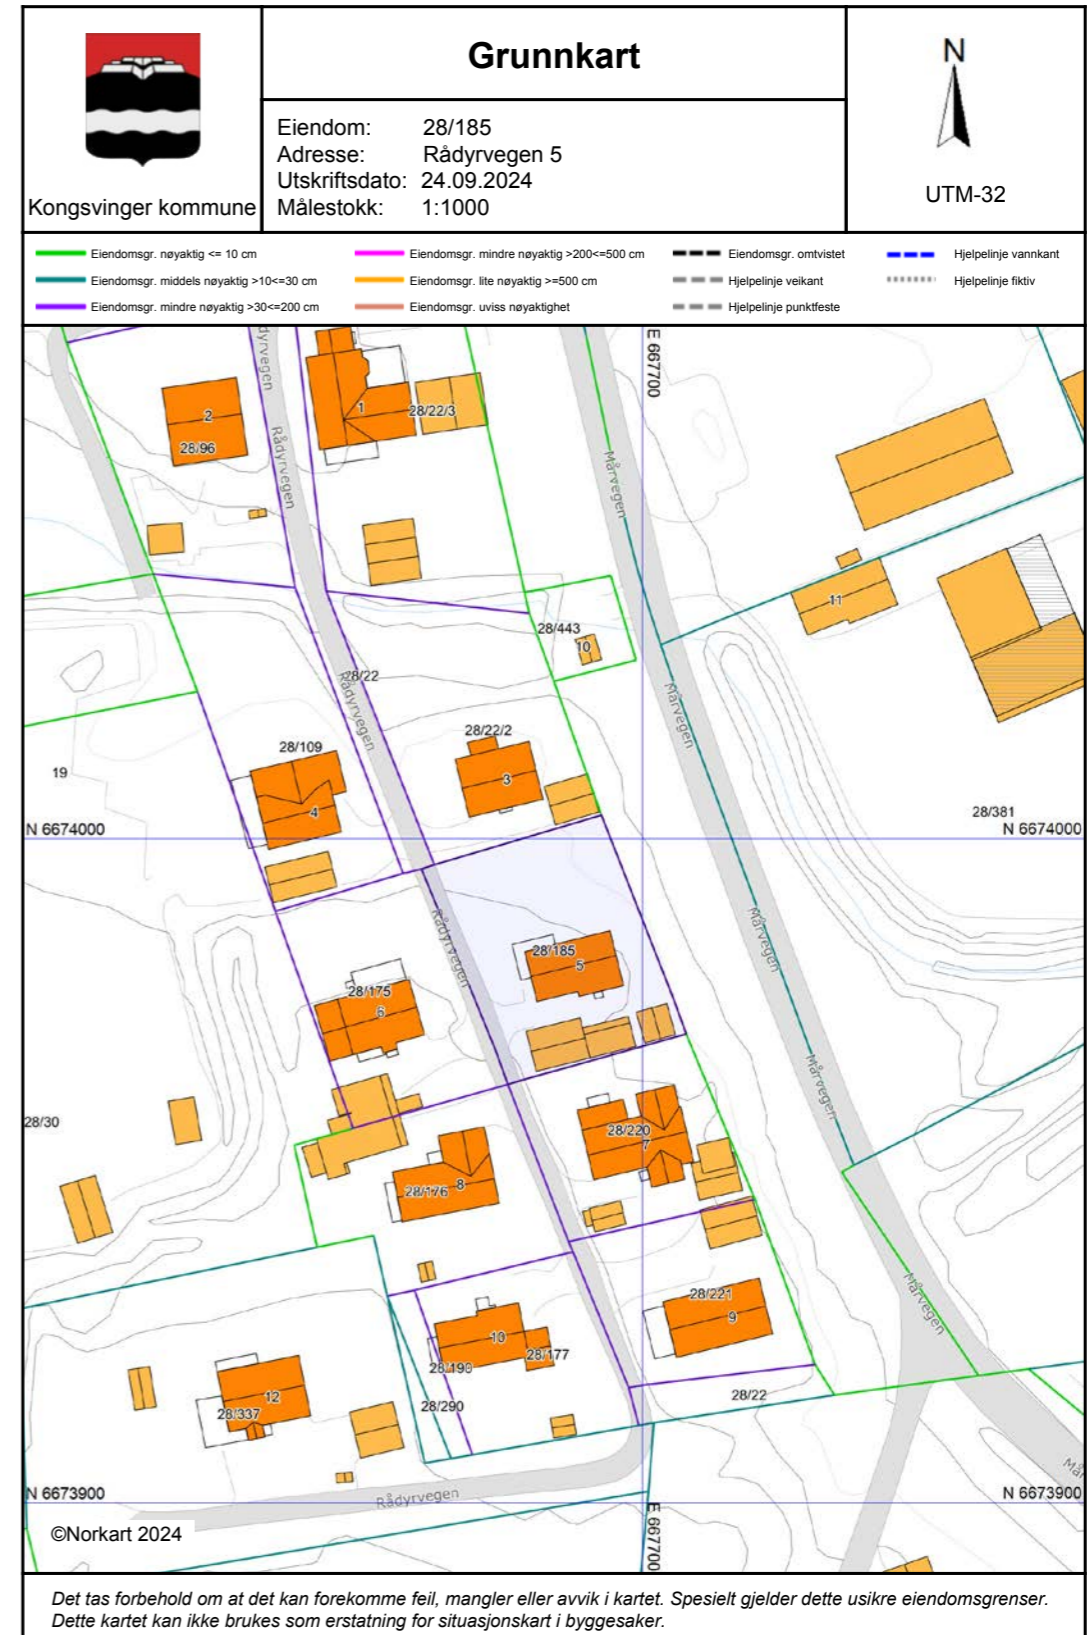 Grunnkart
Kongsvinger kommune
Eiendom: 28/185
Adresse: Rådyrvegen 5
Utskriftsdato: 24.09.2024
Målestokk: 1:1000
N
UTM-32
Eiendomsgr. nøyaktig <= 10 cm
Eiendomsgr. middels nøyaktig >10<=30 cm
Eiendomsgr. mindre nøyaktig >30<=200 cm
Eiendomsgr. mindre nøyaktig >200<=500 cm
Eiendomsgr. lite nøyaktig >=500 cm
Eiendomsgr. uviss nøyaktighet
Eiendomsgr. omtvistet
Hjelpelinje veikant
Hjelpelinje punktfeste
Hjelpelinje vannkant
Hjelpelinje fiktiv
dyrvegen
E 667700
2
28/96
1
28/22/3
Rådyrvegen
Mårvegen
11
28/443
10
28/22
Rådyrvegen
Mårvegen
28/22/2
3
28/109
4
19
28/381
N 6674000
N 6674000
Rådyrvegen
Mårvegen
28/185
5
28/175
6
Mårvegen
28/30
28/220
7
28/176
8
Mårvegen
28/221
9
10
28/190
28/177
28/22
12
28/337
28/290
Mår
N 6673900
N 6673900
Rådyrvegen
E 667700
©Norkart 2024
Det tas forbehold om at det kan forekomme feil, mangler eller avvik i kartet. Spesielt gjelder dette usikre eiendomsgrenser.
Dette kartet kan ikke brukes som erstatning for situasjonskart i byggesaker.